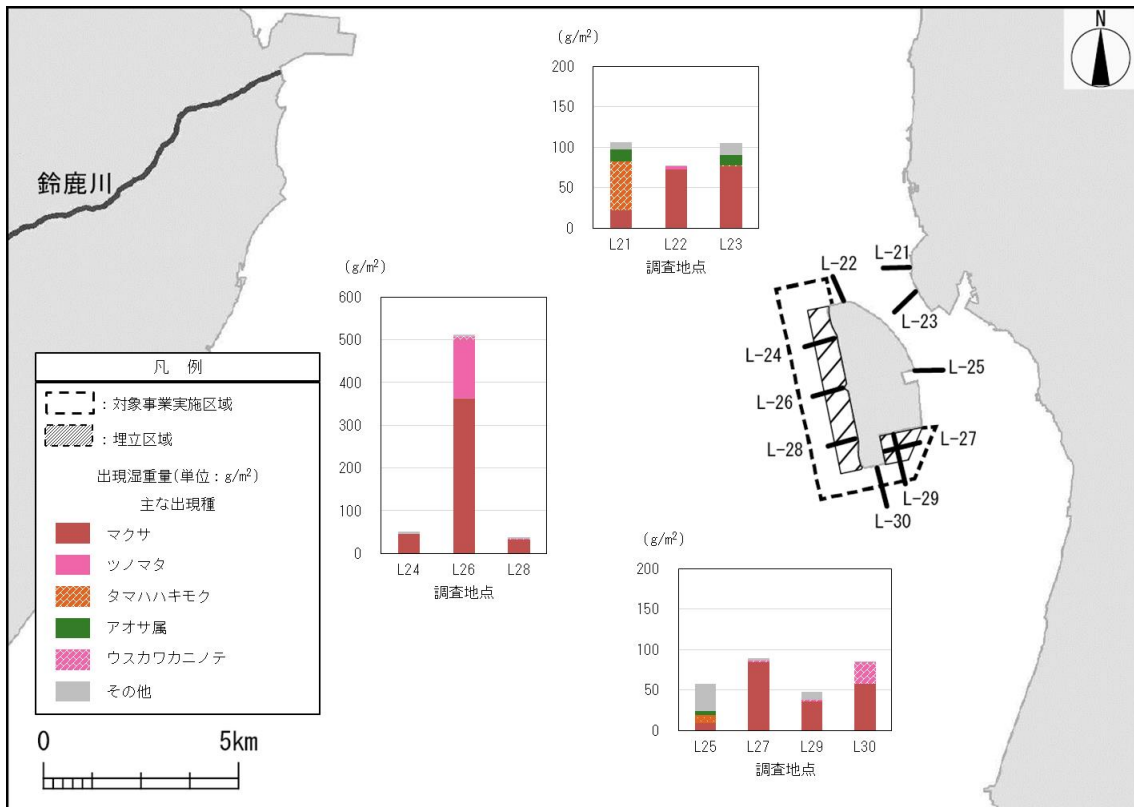 N
鈴鹿川
(g/m²)
200
150
100
50
0
L21 L22 L23
調査地点
(g/m²)
600
500
400
300
200
100
0
L24 L26 L28
調査地点
L-21
L-22
L-23
L-24
L-25
L-26
L-27
L-28
L-29
L-30
凡 例
:対象事業実施区域
:埋立区域
出現湿重量(単位:g/m²)
主な出現種
マクサ
ツノマタ
タマハハキモク
アオサ属
ウスカワカニノテ
その他
(g/m²)
200
150
100
50
0
L25 L27 L29 L30
調査地点
0 5km